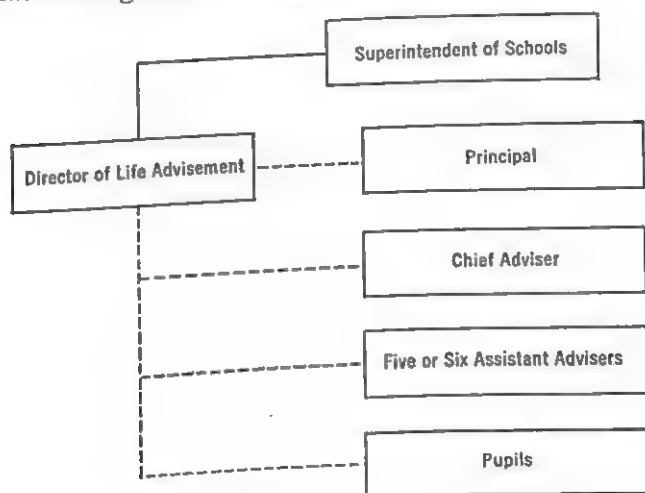 Superintendent of Schools
Director of Life Advisement
Principal
Chief Adviser
Five or Six Assistant Advisers
Pupils